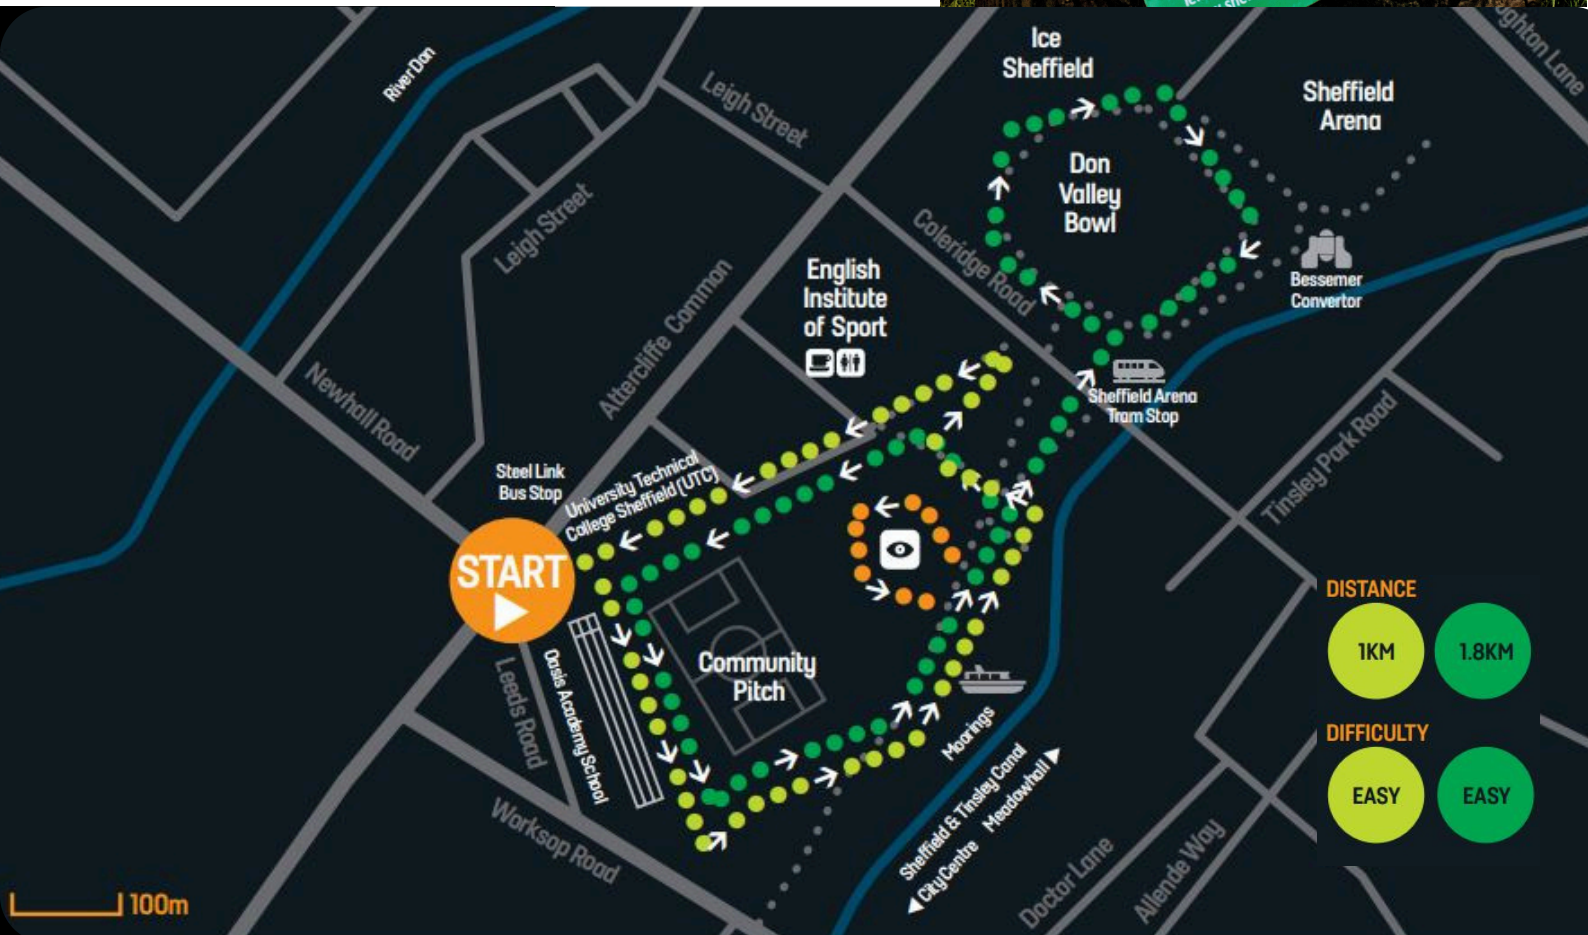 River Don
Leigh Street
Ice
Sheffield
Sheffield
Arena
Don
Valley
Bowl
Leigh Street
Coleridge Road
English
Institute
of Sport
Bessemer
Convertor
Attercliffe Common
Newhall Road
Sheffield Arena
Tram Stop
Tinsley Park Road
Steel Link
Bus Stop
University Technical
College Sheffield (UTC)
START
Oasis Academy School
Leeds Road
Community
Pitch
Worksop Road
Moorings
Sheffield & Tinsley Canal
City Centre Meadowhall
Doctor Lane
Allende Way
DISTANCE
1KM
1.8KM
DIFFICULTY
EASY
EASY
100m